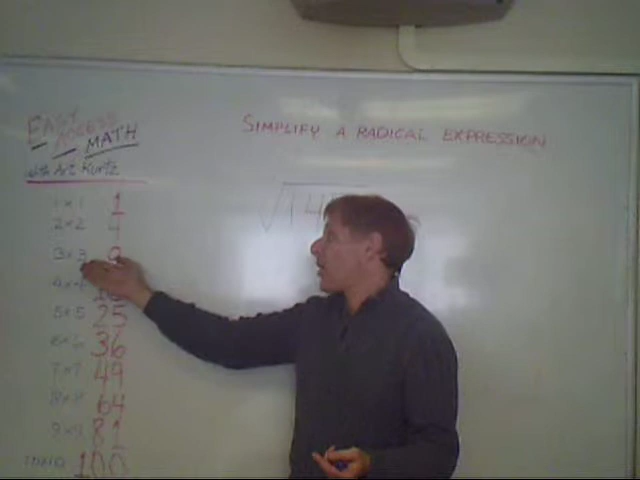 EASY
ACCESS
MATH
with Art Kurtz
SIMPLIFY A RADICAL EXPRESSION
1×1 1
2×2 4
3×3 9
4×4
5×5 25
6×6 36
7×7 49
8×8 64
9×9 81
10×10 100